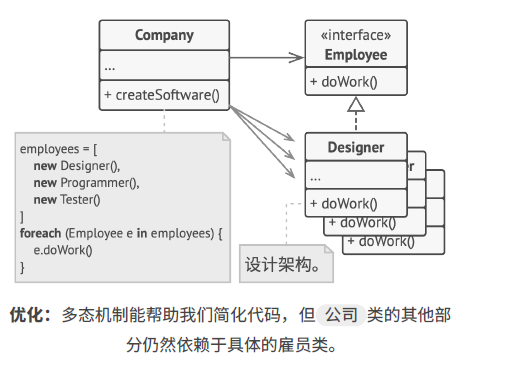 Company
...
+ createSoftware()
«interface»
Employee
+ doWork()
employees = [
new Designer(),
new Programmer(),
new Tester()
]
foreach (Employee e in employees) {
e.doWork()
}
Designer
...
+ doWork()
+ doWork()
+ doWork()
设计架构。
优化：多态机制能帮助我们简化代码，但 公司 类的其他部
分仍然依赖于具体的雇员类。